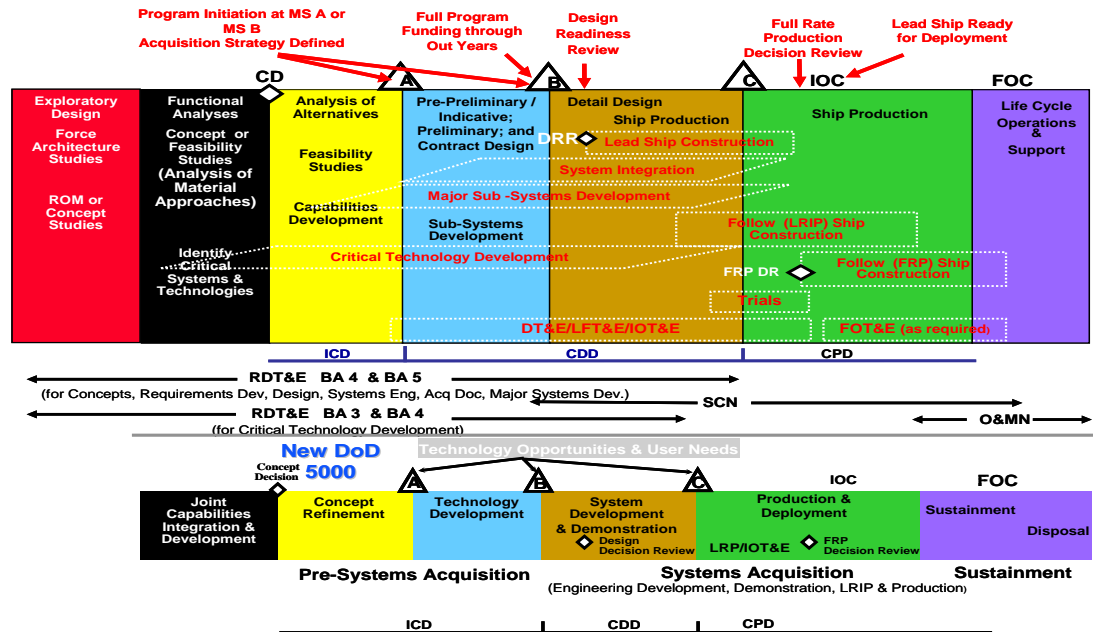 Program Initiation at MS A or
MS B
Acquisition Strategy Defined
Full Program
Funding through
Out Years
Design
Readiness
Review
Full Rate
Production
Decision Review
Lead Ship Ready
for Deployment
CD
A
B
C
IOC
FOC
Exploratory
Design
Force
Architecture
Studies
ROM or
Concept
Studies
Functional
Analyses
Concept or
Feasibility
Studies
(Analysis of
Material
Approaches)
Identify
Critical
Systems &
Technologies
Analysis of
Alternatives
Feasibility
Studies
Capabilities
Development
Pre-Preliminary /
Indicative;
Preliminary; and
Contract Design
Sub-Systems
Development
Detail Design
Ship Production
DRR
Lead Ship Construction
System Integration
Major Sub -Systems Development
Critical Technology Development
Follow (LRIP) Ship
Construction
Ship Production
FRP DR
Follow (FRP) Ship
Construction
Trials
DT&E/LFT&E/IOT&E
FOT&E (as required)
Life Cycle
Operations
&
Support
ICD
CDD
CPD
RDT&E BA 4 & BA 5
(for Concepts, Requirements Dev, Design, Systems Eng, Acq Doc, Major Systems Dev.)
SCN
RDT&E BA 3 & BA 4
(for Critical Technology Development)
O&MN
New DoD
5000
Technology Opportunities & User Needs
Concept
Decision
A
B
C
IOC
FOC
Joint
Capabilities
Integration &
Development
Concept
Refinement
Technology
Development
System
Development
& Demonstration
Design
Decision Review
Production &
Deployment
LRP/IOT&E
FRP
Decision Review
Sustainment
Disposal
Pre-Systems Acquisition
Systems Acquisition
(Engineering Development, Demonstration, LRIP & Production)
Sustainment
ICD
CDD
CPD